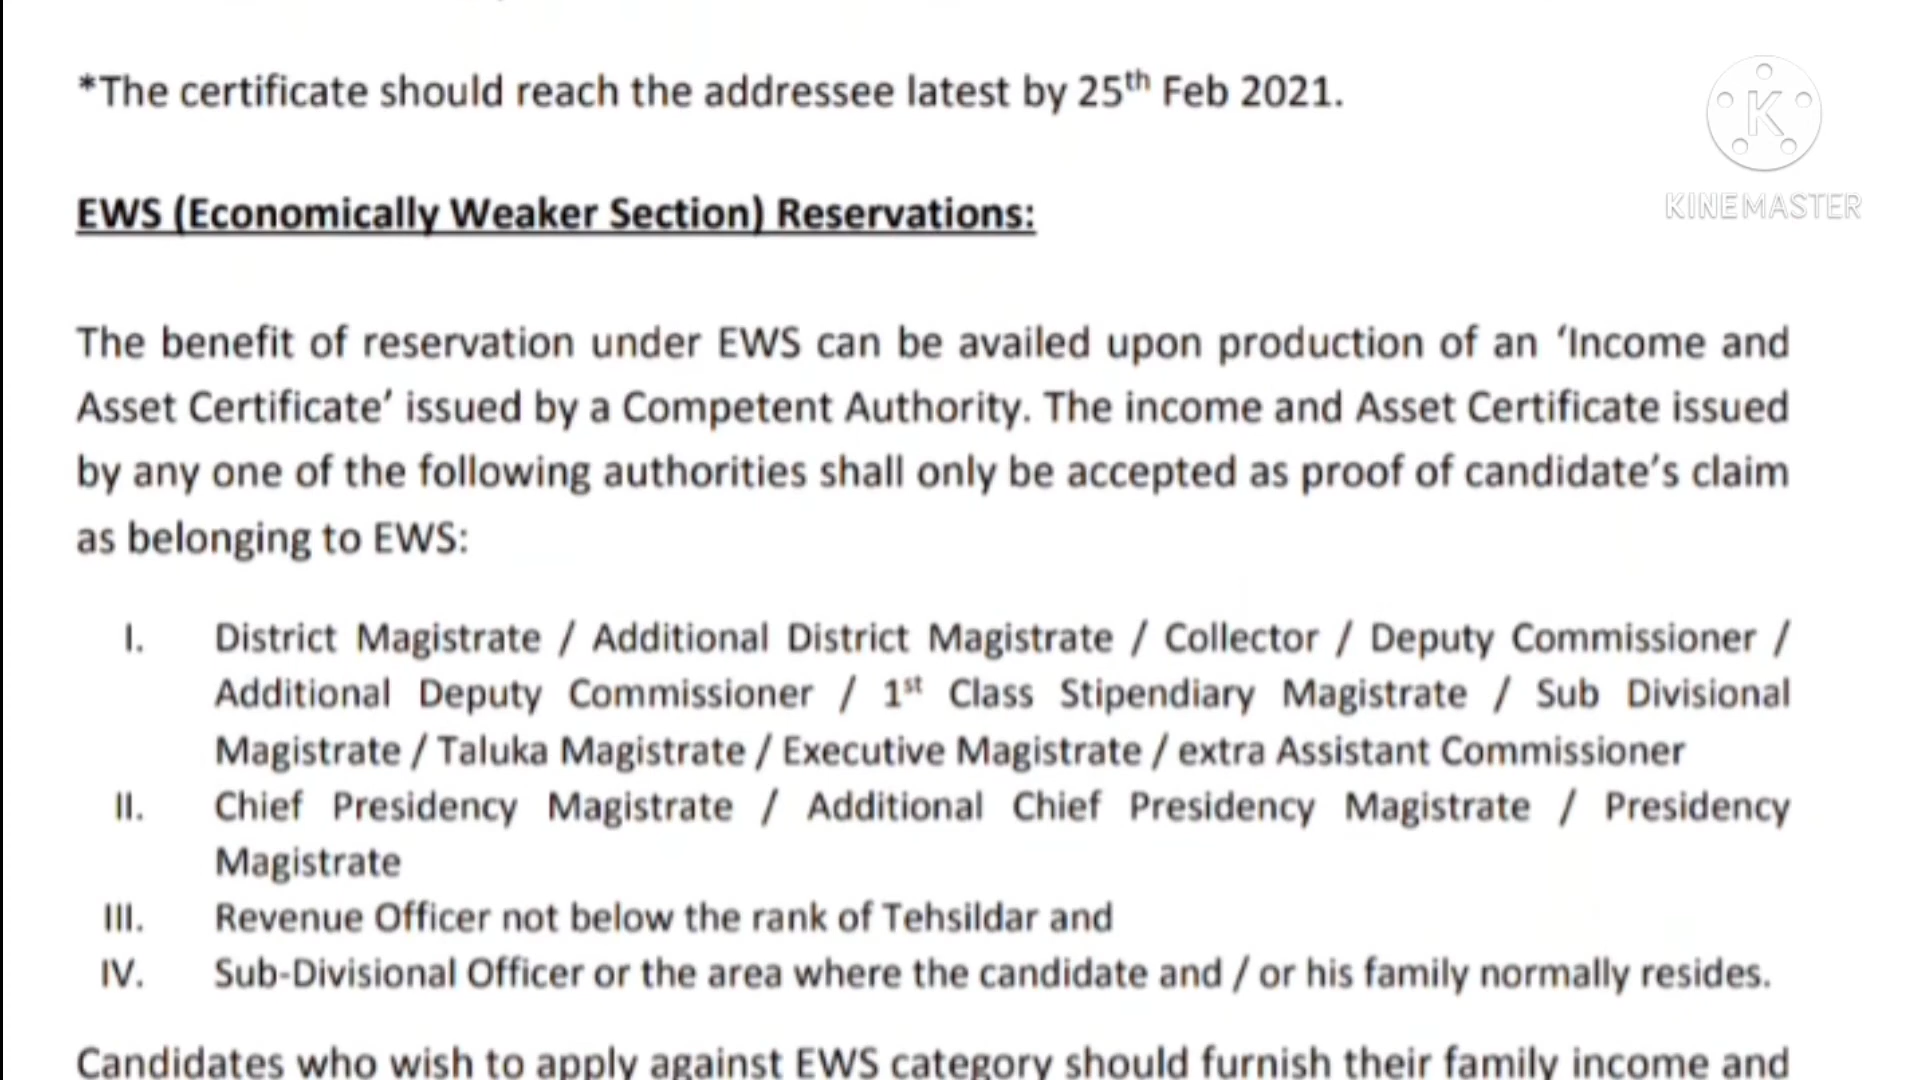 *The certificate should reach the addressee latest by 25th Feb 2021.
K
KINEMASTER
EWS (Economically Weaker Section) Reservations:
The benefit of reservation under EWS can be availed upon production of an ‘Income and
Asset Certificate’ issued by a Competent Authority. The income and Asset Certificate issued
by any one of the following authorities shall only be accepted as proof of candidate’s claim
as belonging to EWS:
I. District Magistrate / Additional District Magistrate / Collector / Deputy Commissioner /
Additional Deputy Commissioner / 1st Class Stipendiary Magistrate / Sub Divisional
Magistrate / Taluka Magistrate / Executive Magistrate / extra Assistant Commissioner
II. Chief Presidency Magistrate / Additional Chief Presidency Magistrate / Presidency
Magistrate
III. Revenue Officer not below the rank of Tehsildar and
IV. Sub-Divisional Officer or the area where the candidate and / or his family normally resides.
Candidates who wish to apply against EWS category should furnish their family income and